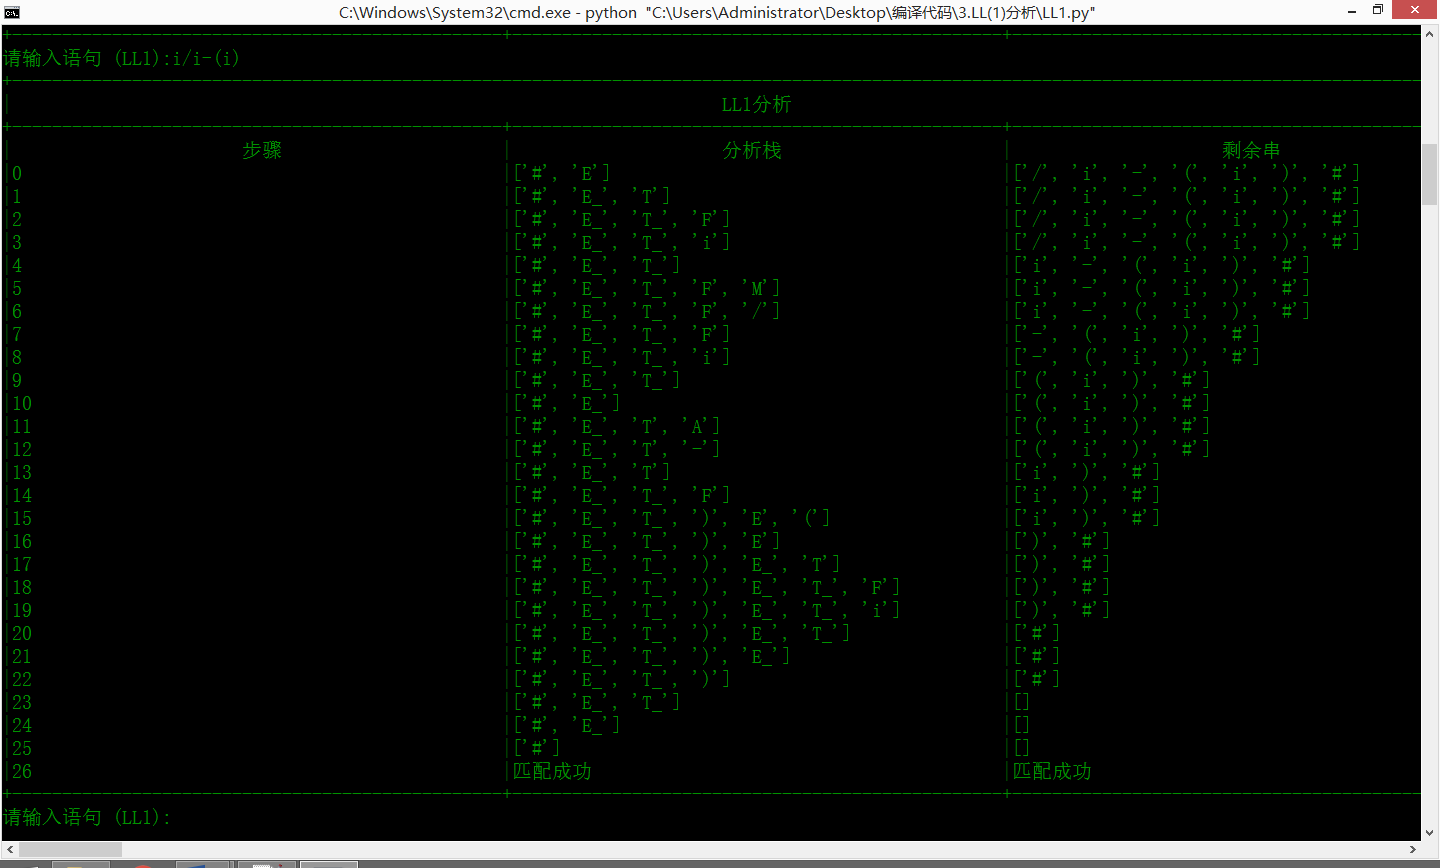 C:\Windows\System32\cmd.exe - python "C:\Users\Administrator\Desktop\编译代码\3.LL(1)分析\LL1.py"
请输入语句 (LL1):i/i-(i)
LL1分析
步骤 分析栈 剩余串
0 ['#', 'E'] ['/', 'i', '-', '(', 'i', ')', '#']
1 ['#', 'E_', 'T'] ['/', 'i', '-', '(', 'i', ')', '#']
2 ['#', 'E_', 'T_', 'F'] ['/', 'i', '-', '(', 'i', ')', '#']
3 ['#', 'E_', 'T_', 'i'] ['/', 'i', '-', '(', 'i', ')', '#']
4 ['#', 'E_', 'T_'] ['i', '-', '(', 'i', ')', '#']
5 ['#', 'E_', 'T_', 'F', 'M'] ['i', '-', '(', 'i', ')', '#']
6 ['#', 'E_', 'T_', 'F', '/'] ['i', '-', '(', 'i', ')', '#']
7 ['#', 'E_', 'T_', 'F'] ['-', '(', 'i', ')', '#']
8 ['#', 'E_', 'T_', 'i'] ['-', '(', 'i', ')', '#']
9 ['#', 'E_', 'T_'] ['(', 'i', ')', '#']
10 ['#', 'E_'] ['(', 'i', ')', '#']
11 ['#', 'E_', 'T', 'A'] ['(', 'i', ')', '#']
12 ['#', 'E_', 'T', '-'] ['(', 'i', ')', '#']
13 ['#', 'E_', 'T'] ['i', ')', '#']
14 ['#', 'E_', 'T_', 'F'] ['i', ')', '#']
15 ['#', 'E_', 'T_', ')', 'E', '('] ['i', ')', '#']
16 ['#', 'E_', 'T_', ')', 'E'] [')', '#']
17 ['#', 'E_', 'T_', ')', 'E_', 'T'] [')', '#']
18 ['#', 'E_', 'T_', ')', 'E_', 'T_', 'F'] [')', '#']
19 ['#', 'E_', 'T_', ')', 'E_', 'T_', 'i'] [')', '#']
20 ['#', 'E_', 'T_', ')', 'E_', 'T_'] ['#']
21 ['#', 'E_', 'T_', ')', 'E_'] ['#']
22 ['#', 'E_', 'T_', ')'] ['#']
23 ['#', 'E_', 'T_'] []
24 ['#', 'E_'] []
25 ['#'] []
26 匹配成功 匹配成功
请输入语句 (LL1):